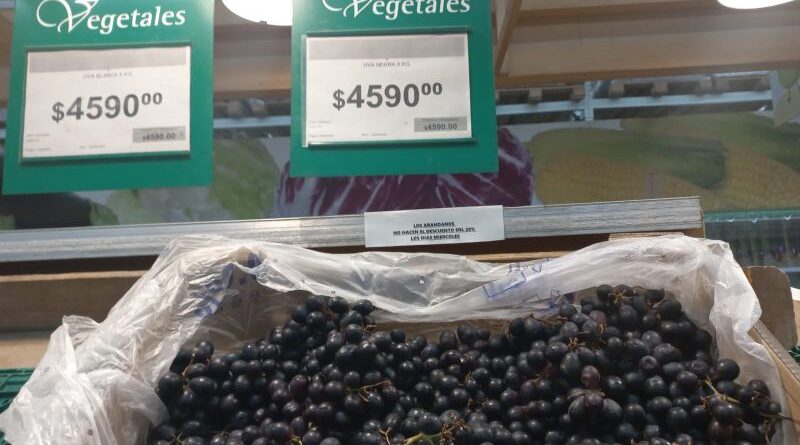 Vegetales
UVA BLANCA X KG
$4590⁰⁰
$4590.00
Vegetales
UVA NEGRA X KG
$4590⁰⁰
$4590.00
LOS ARANDANOS
NO HACEN EL DESCUENTO DEL 20%
LOS DIAS MIERCOLES